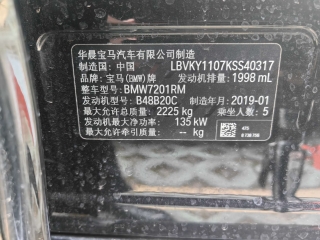 华晨宝马汽车有限公司制造
制造国：中国 LBVKY1107KSS40317
品牌：宝马(BMW)牌 发动机排量：1998 mL
整车型号：BMW7201RM
发动机型号：B48B20C 制造年月：2019-01
最大允许总质量：2225 kg 乘坐人数：5
发动机最大净功率：135 kW
最大允许牵引质量：-- kg